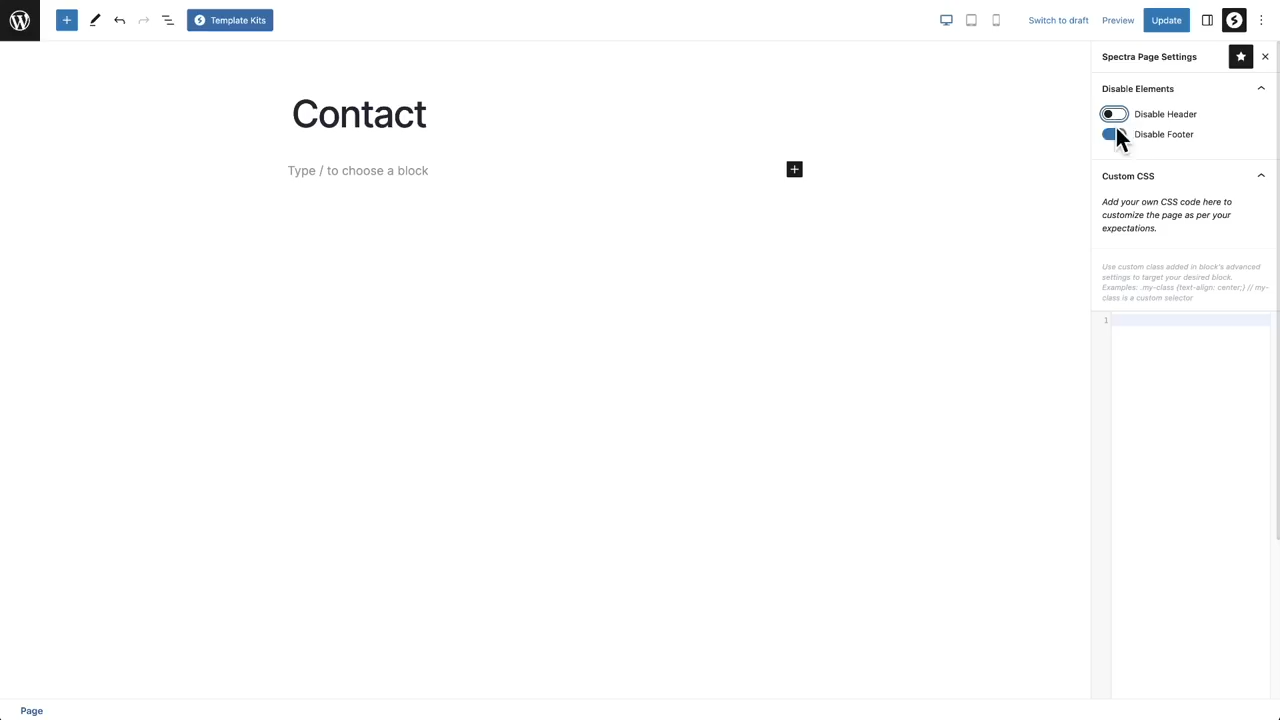 Template Kits
Switch to draft
Preview
Update
Spectra Page Settings
Disable Elements
Disable Header
Disable Footer
Contact
Type / to choose a block
Custom CSS
Add your own CSS code here to
customize the page as per your
expectations.
Use custom class added in block's advanced
settings to target your desired block.
Examples: .my-class {text-align: center;} // my-
class is a custom selector
1
Page